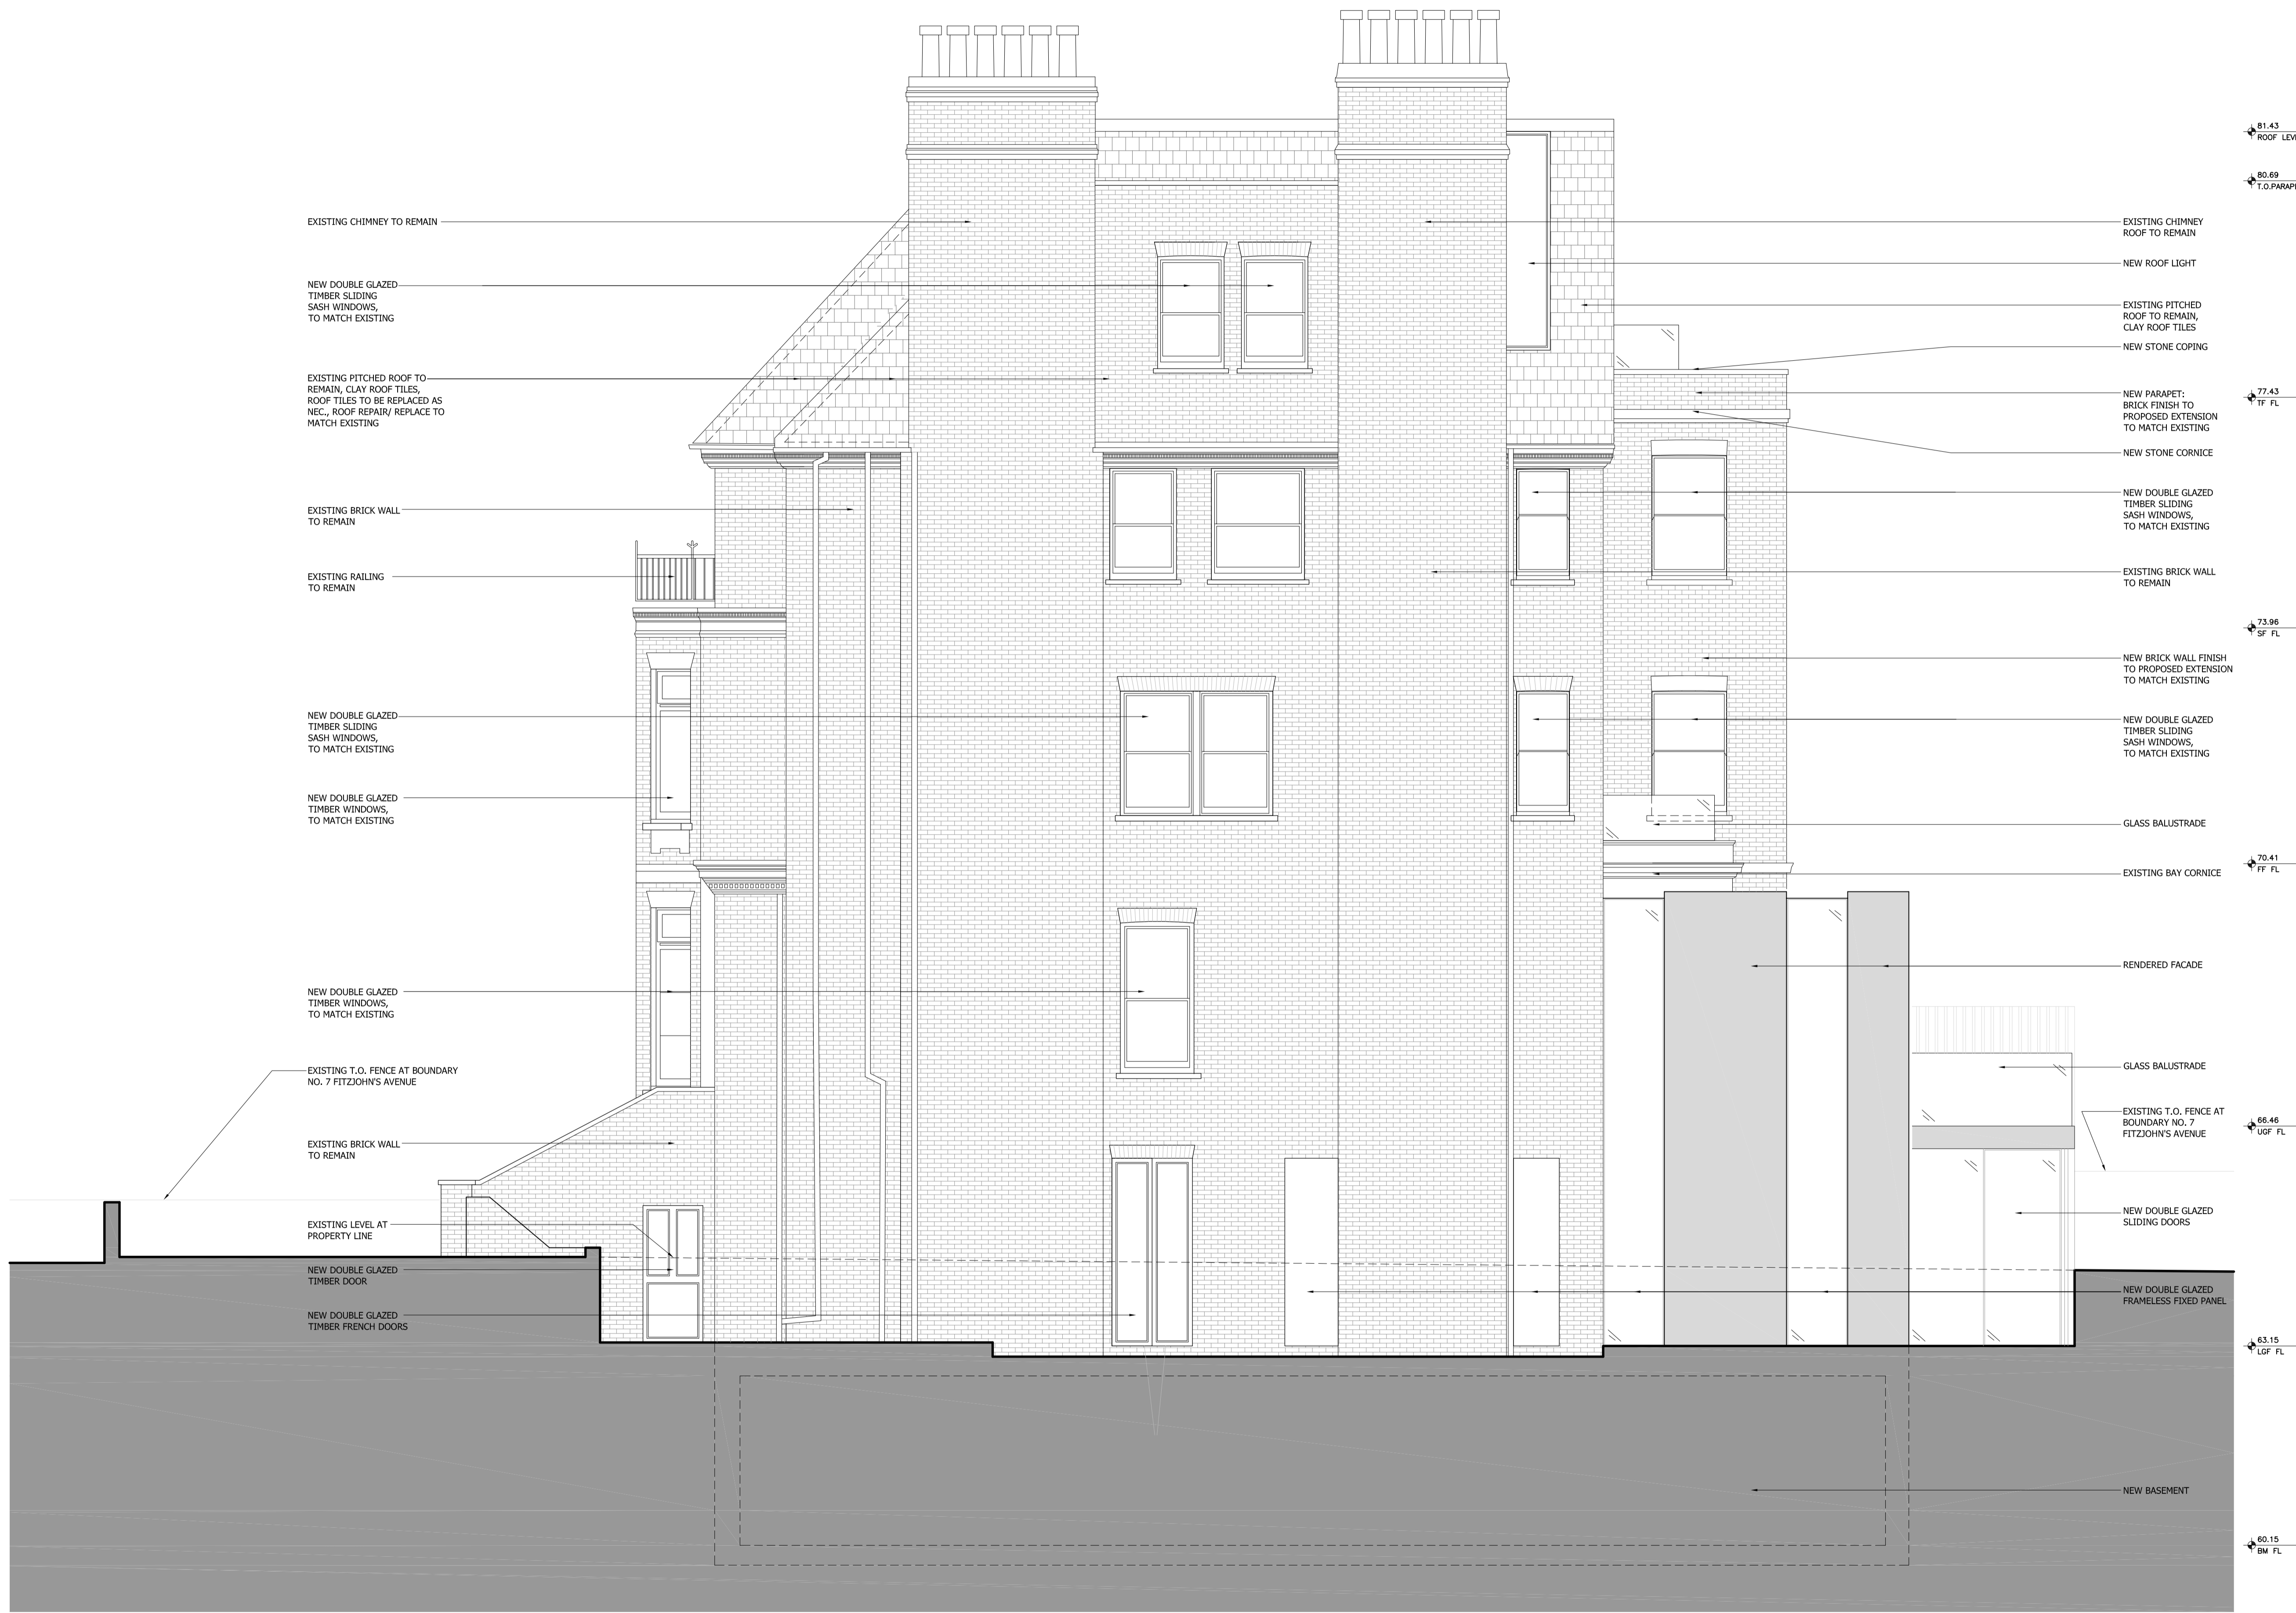 EXISTING CHIMNEY TO REMAIN
NEW DOUBLE GLAZED
TIMBER SLIDING
SASH WINDOWS,
TO MATCH EXISTING
EXISTING PITCHED ROOF TO
REMAIN, CLAY ROOF TILES,
ROOF TILES TO BE REPLACED AS
NEC., ROOF REPAIR/ REPLACE TO
MATCH EXISTING
EXISTING BRICK WALL
TO REMAIN
EXISTING RAILING
TO REMAIN
NEW DOUBLE GLAZED
TIMBER SLIDING
SASH WINDOWS,
TO MATCH EXISTING
NEW DOUBLE GLAZED
TIMBER WINDOWS,
TO MATCH EXISTING
NEW DOUBLE GLAZED
TIMBER WINDOWS,
TO MATCH EXISTING
EXISTING T.O. FENCE AT BOUNDARY
NO. 7 FITZJOHN'S AVENUE
EXISTING BRICK WALL
TO REMAIN
EXISTING LEVEL AT
PROPERTY LINE
NEW DOUBLE GLAZED
TIMBER DOOR
NEW DOUBLE GLAZED
TIMBER FRENCH DOORS
EXISTING CHIMNEY
ROOF TO REMAIN
NEW ROOF LIGHT
EXISTING PITCHED
ROOF TO REMAIN,
CLAY ROOF TILES
NEW STONE COPING
NEW PARAPET:
BRICK FINISH TO
PROPOSED EXTENSION
TO MATCH EXISTING
NEW STONE CORNICE
NEW DOUBLE GLAZED
TIMBER SLIDING
SASH WINDOWS,
TO MATCH EXISTING
EXISTING BRICK WALL
TO REMAIN
NEW BRICK WALL FINISH
TO PROPOSED EXTENSION
TO MATCH EXISTING
NEW DOUBLE GLAZED
TIMBER SLIDING
SASH WINDOWS,
TO MATCH EXISTING
GLASS BALUSTRADE
EXISTING BAY CORNICE
RENDERED FACADE
GLASS BALUSTRADE
EXISTING T.O. FENCE AT
BOUNDARY NO. 7
FITZJOHN'S AVENUE
NEW DOUBLE GLAZED
SLIDING DOORS
NEW DOUBLE GLAZED
FRAMELESS FIXED PANEL
NEW BASEMENT
81.43
ROOF LEV
80.69
T.O.PARAP
77.43
TF FL
73.96
SF FL
70.41
FF FL
66.46
UGF FL
63.15
LGF FL
60.15
BM FL